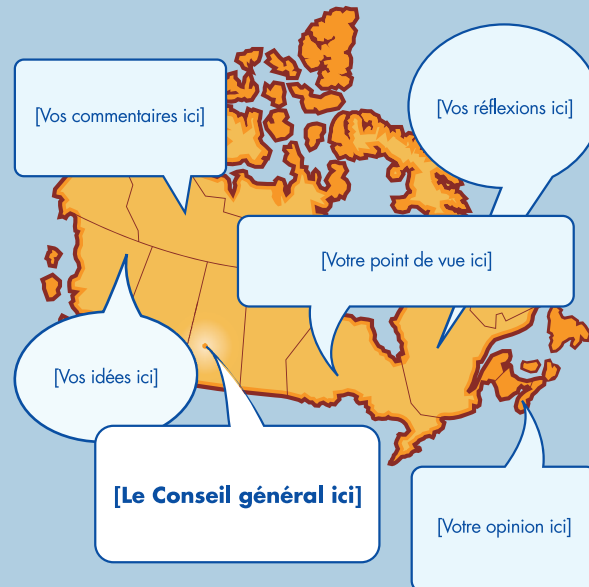 [Vos commentaires ici]
[Vos réflexions ici]
[Votre point de vue ici]
[Vos idées ici]
[Le Conseil général ici]
[Votre opinion ici]